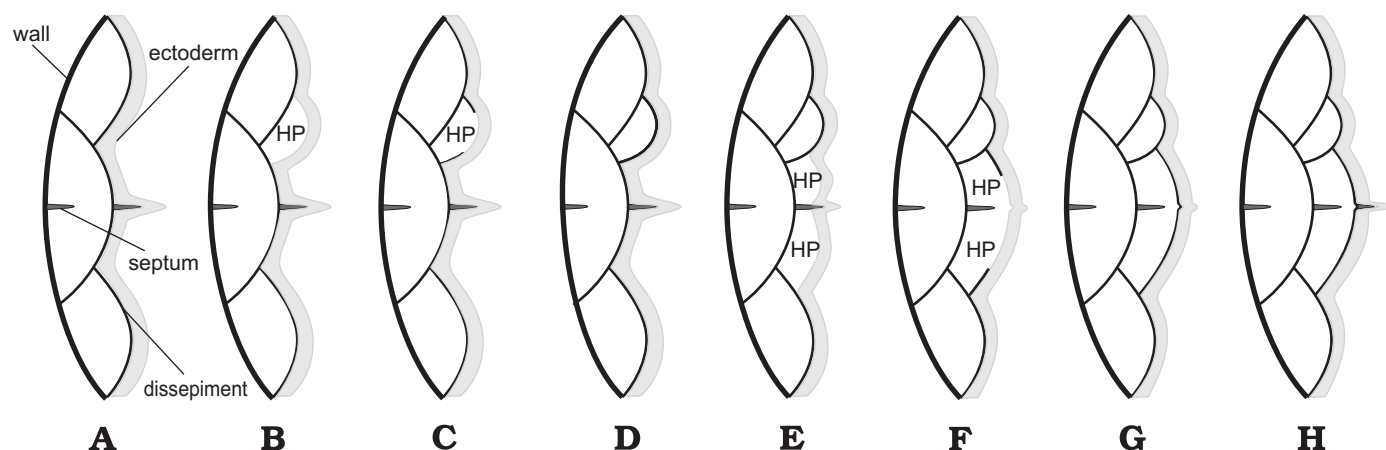 wall
ectoderm
HP
HP
HP
HP
HP
HP
septum
dissepiment
A B C D E F G H